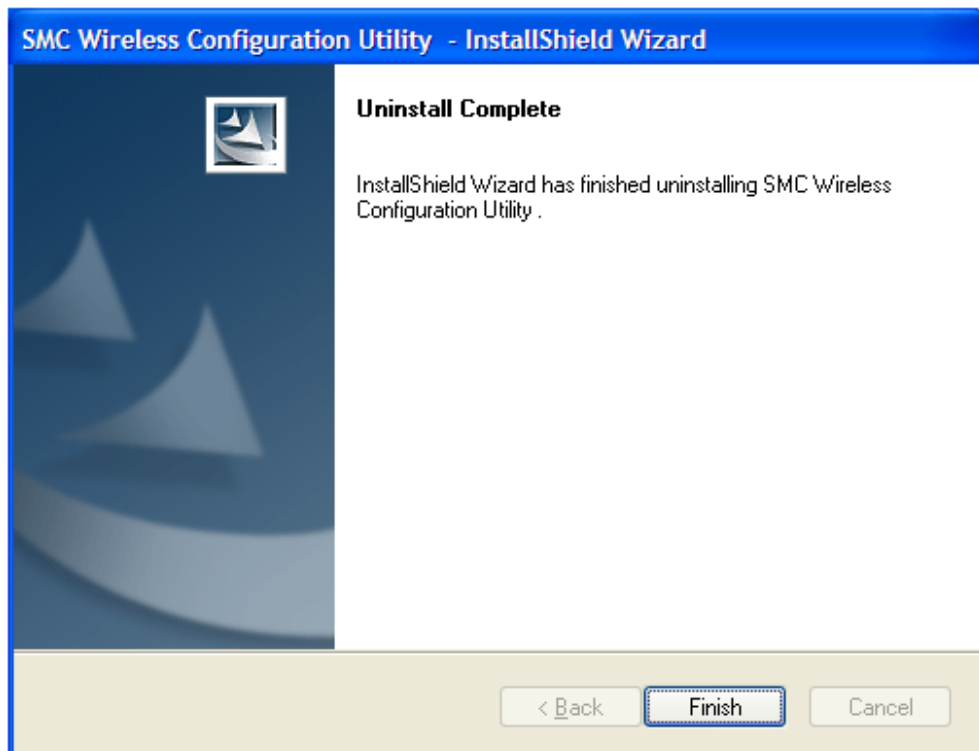 SMC Wireless Configuration Utility - InstallShield Wizard
Uninstall Complete
InstallShield Wizard has finished uninstalling SMC Wireless
Configuration Utility .
< Back
Finish
Cancel